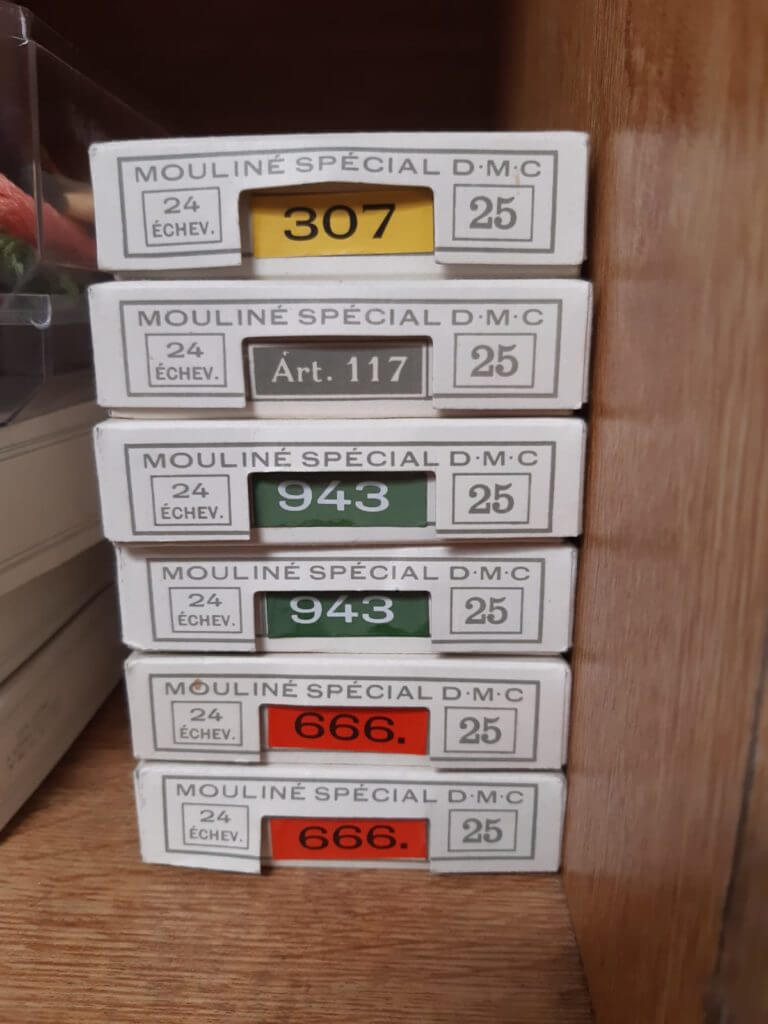 MOULINÉ SPÉCIAL D·M·C
24 ÉCHEV. 307 25
MOULINÉ SPÉCIAL D·M·C
24 ÉCHEV. Art. 117 25
MOULINÉ SPÉCIAL D·M·C
24 ÉCHEV. 943 25
MOULINÉ SPÉCIAL D·M·C
24 ÉCHEV. 943 25
MOULINÉ SPÉCIAL D·M·C
24 ÉCHEV. 666. 25
MOULINÉ SPÉCIAL D·M·C
24 ÉCHEV. 666. 25